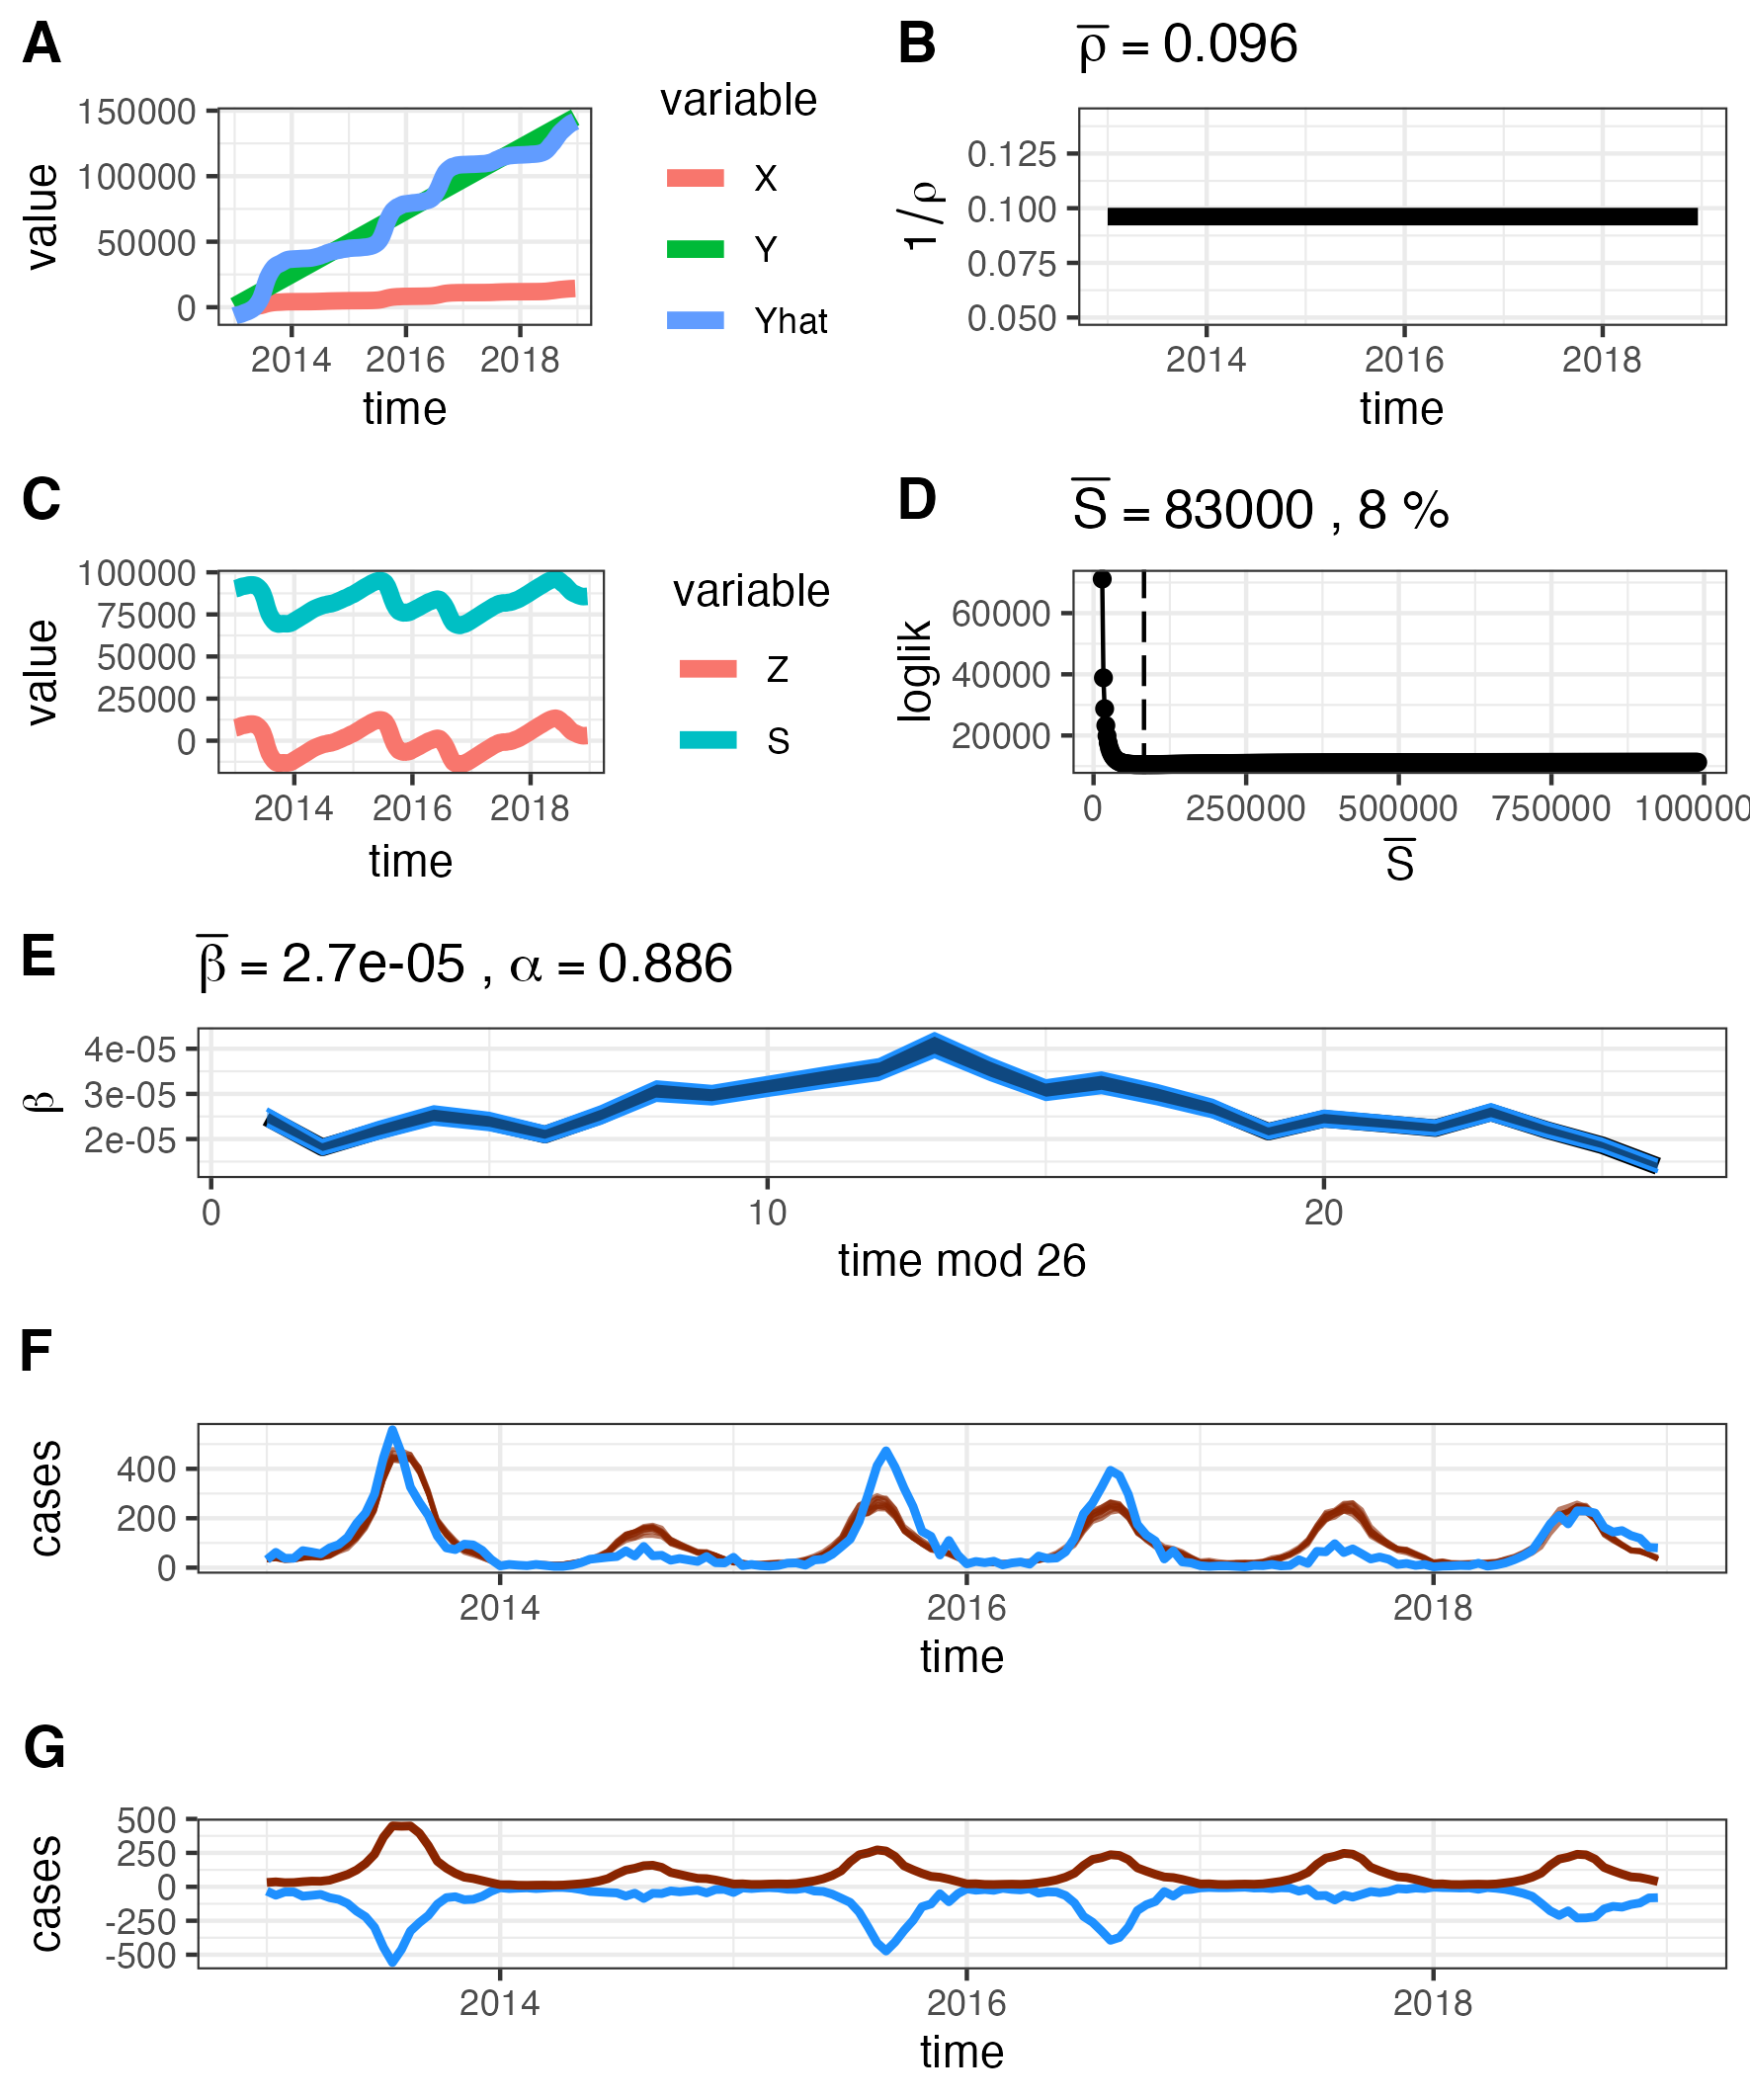 A
variable
X
Y
Yhat
150000
100000
50000
0
value
2014 2016 2018
time
B
ρ̅ = 0.096
0.125
0.100
0.075
0.050
1/ρ
2014 2016 2018
time
C
variable
Z
S
100000
75000
50000
25000
0
value
2014 2016 2018
time
D
S̅ = 83000 , 8 %
60000
40000
20000
loglik
0 250000 500000 750000 100000
S̅
E
β̅ = 2.7e-05 , α = 0.886
4e-05
3e-05
2e-05
β
0 10 20
time mod 26
F
400
200
0
cases
2014 2016 2018
time
G
500
250
0
-250
-500
cases
2014 2016 2018
time